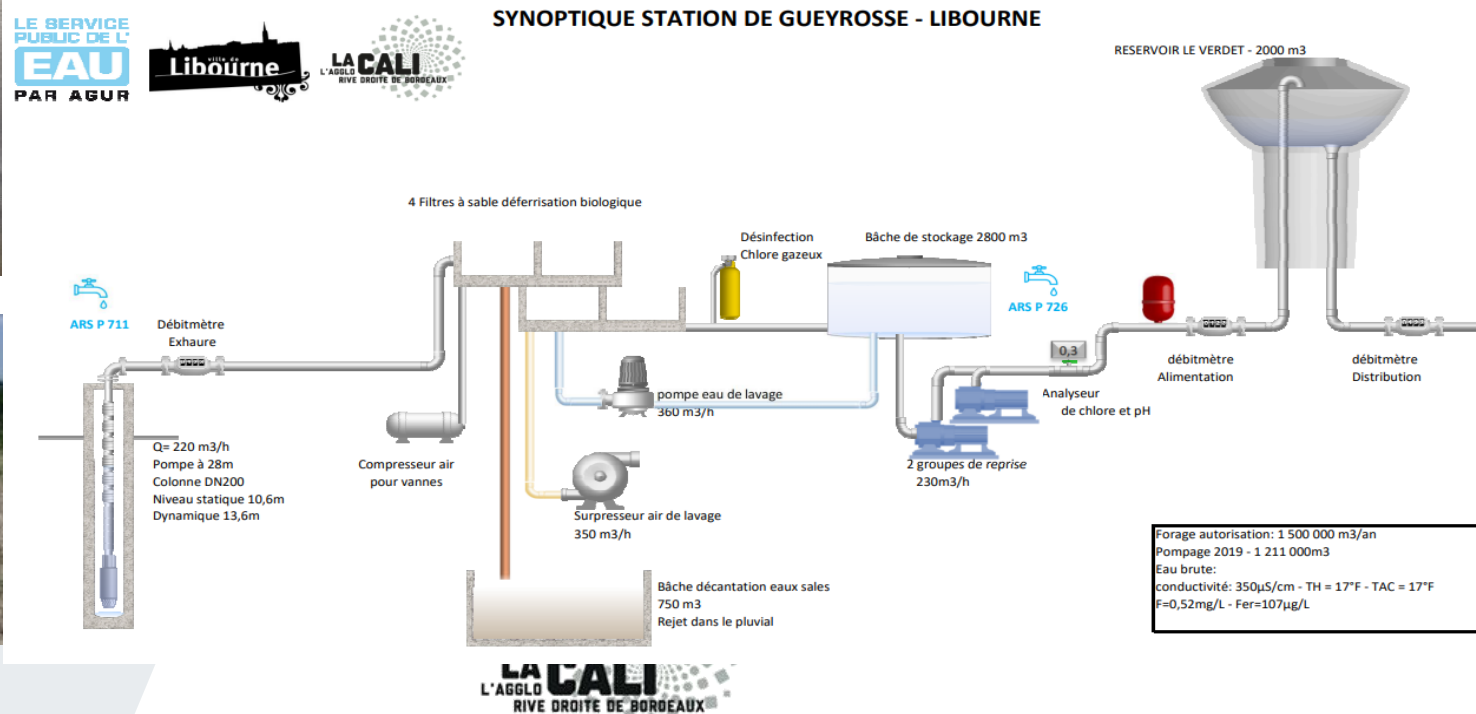 SYNOPTIQUE STATION DE GUEYROSSE - LIBOURNE
LE SERVICE
PUBLIC DE L'
EAU
PAR AGUR
ville de
Libourne
LA CALI
L'AGGLO
RIVE DROITE DE BORDEAUX
RESERVOIR LE VERDET - 2000 m3
4 Filtres à sable déferrisation biologique
Désinfection
Chlore gazeux
Bâche de stockage 2800 m3
ARS P 711
Débitmètre
Exhaure
ARS P 726
0,3
débitmètre
Alimentation
débitmètre
Distribution
Analyseur
de chlore et pH
pompe eau de lavage
360 m3/h
Q= 220 m3/h
Pompe à 28m
Colonne DN200
Niveau statique 10,6m
Dynamique 13,6m
Compresseur air
pour vannes
2 groupes de reprise
230m3/h
Surpresseur air de lavage
350 m3/h
Forage autorisation: 1 500 000 m3/an
Pompage 2019 - 1 211 000m3
Eau brute:
conductivité: 350µS/cm - TH = 17°F - TAC = 17°F
F=0,52mg/L - Fer=107µg/L
Bâche décantation eaux sales
750 m3
Rejet dans le pluvial
LA CALI
L'AGGLO
RIVE DROITE DE BORDEAUX